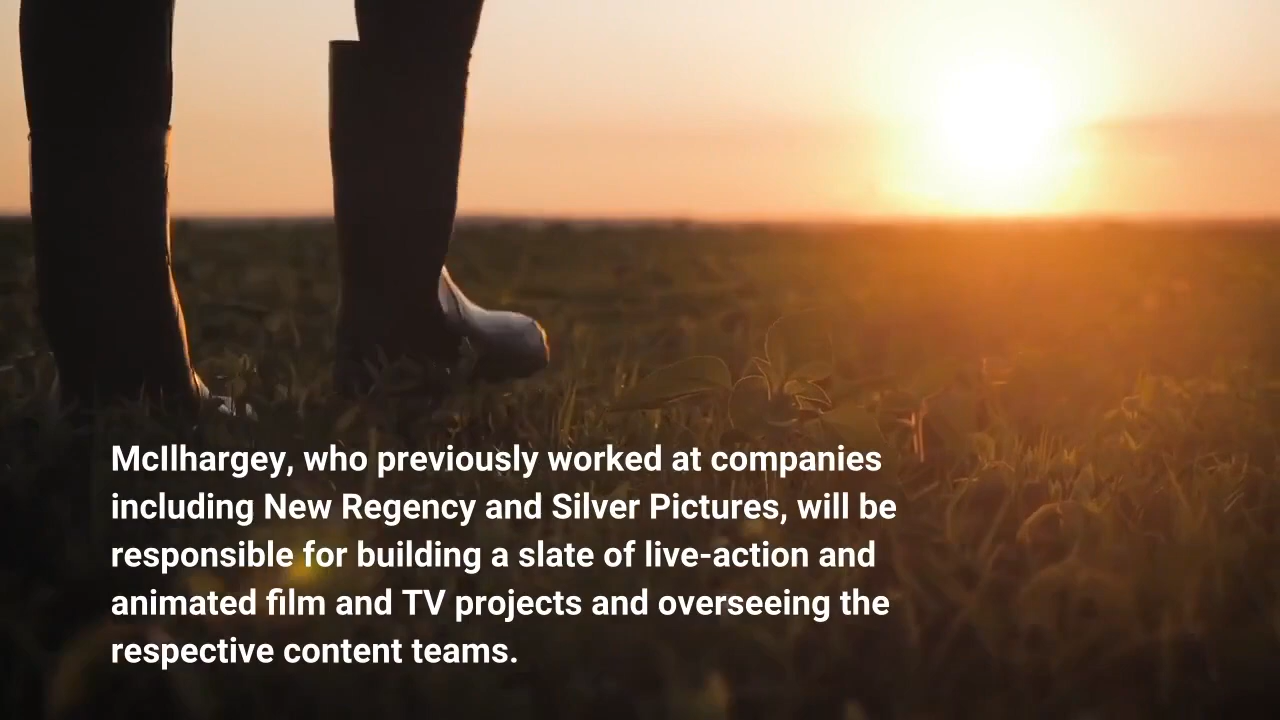 McIlhargey, who previously worked at companies
including New Regency and Silver Pictures, will be
responsible for building a slate of live-action and
animated film and TV projects and overseeing the
respective content teams.